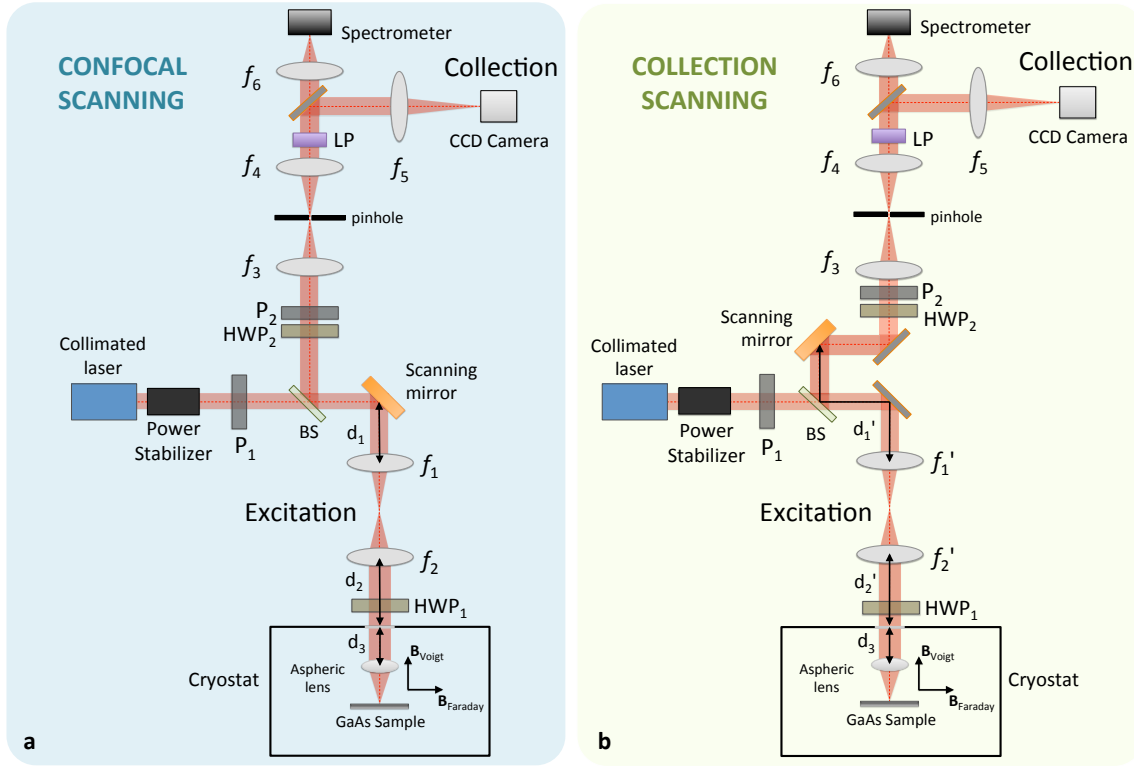 CONFOCAL
SCANNING
Spectrometer
Collection
f6
CCD Camera
LP
f4
f5
pinhole
f3
P2
HWP2
Collimated
laser
Scanning
mirror
Power
Stabilizer
P1
BS
d1
f1
Excitation
f2
d2
HWP1
d3
Cryostat
Aspheric
lens
BVoigt
BFaraday
GaAs Sample
a
COLLECTION
SCANNING
Spectrometer
Collection
f6
CCD Camera
LP
f4
f5
pinhole
f3
P2
HWP2
Scanning
mirror
Collimated
laser
Power
Stabilizer
P1
BS
d1'
f1'
Excitation
f2'
d2'
HWP1
d3
Aspheric
lens
BVoigt
BFaraday
Cryostat
GaAs Sample
b